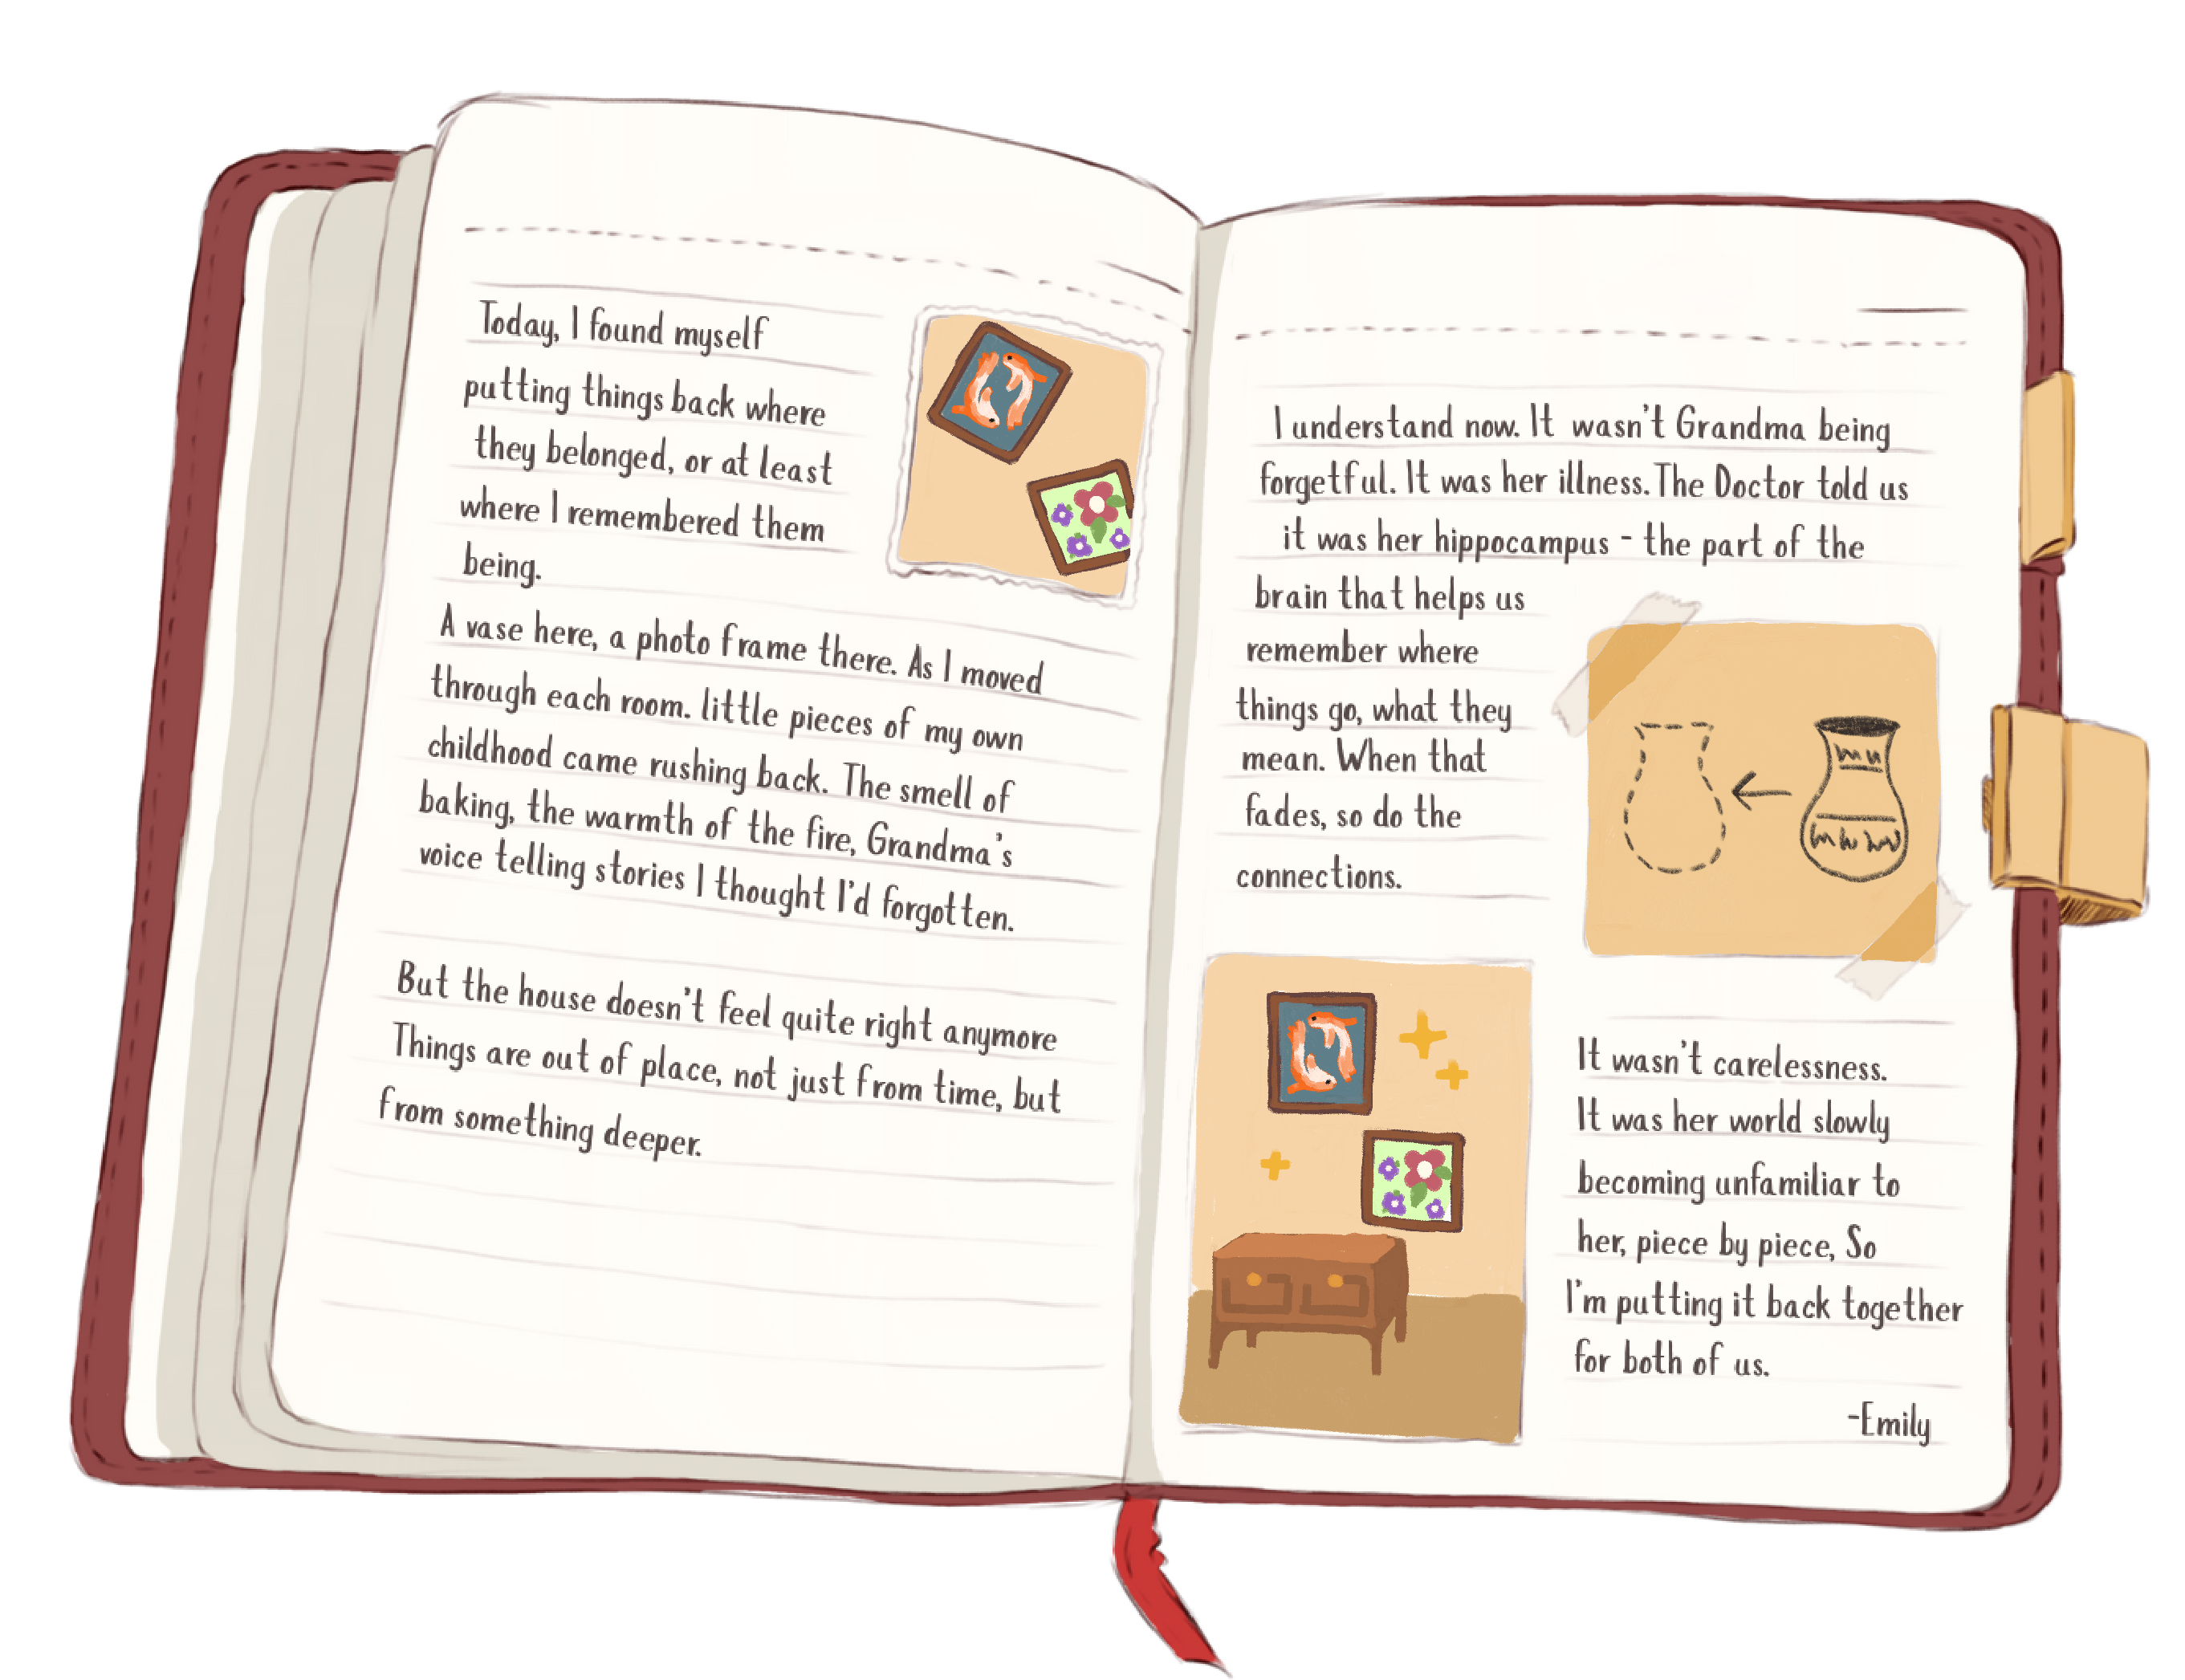 Today, I found myself
putting things back where
they belonged, or at least
where I remembered them
being.
A vase here, a photo frame there. As I moved
through each room. little pieces of my own
childhood came rushing back. The smell of
baking, the warmth of the fire, Grandma's
voice telling stories I thought I'd forgotten.
But the house doesn't feel quite right anymore
Things are out of place, not just from time, but
from something deeper.
I understand now. It wasn't Grandma being
forgetful. It was her illness. The Doctor told us
it was her hippocampus - the part of the
brain that helps us
remember where
things go, what they
mean. When that
fades, so do the
connections.
It wasn't carelessness.
It was her world slowly
becoming unfamiliar to
her, piece by piece, So
I'm putting it back together
for both of us.
-Emily